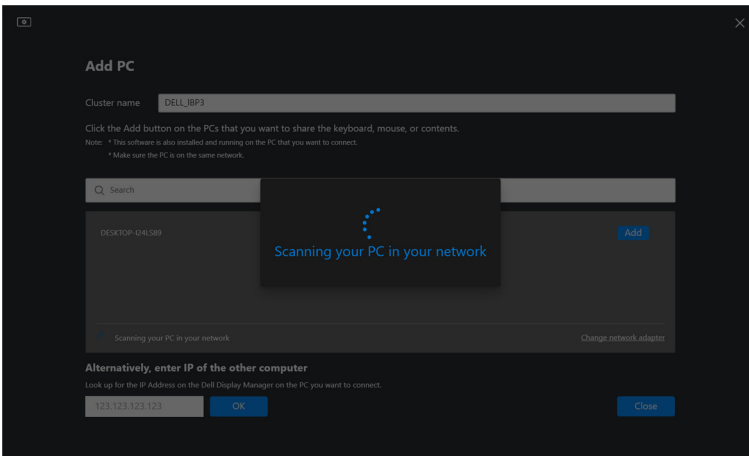 Add PC
Cluster name DELL_IBP3
Click the Add button on the PCs that you want to share the keyboard, mouse, or contents.
Note: * This software is also installed and running on the PC that you want to connect.
* Make sure the PC is on the same network.
Search
DESKTOP-I24LS89 Add
Scanning your PC in your network
Scanning your PC in your network Change network adapter
Alternatively, enter IP of the other computer
Look up for the IP Address on the Dell Display Manager on the PC you want to connect.
123.123.123.123 OK Close